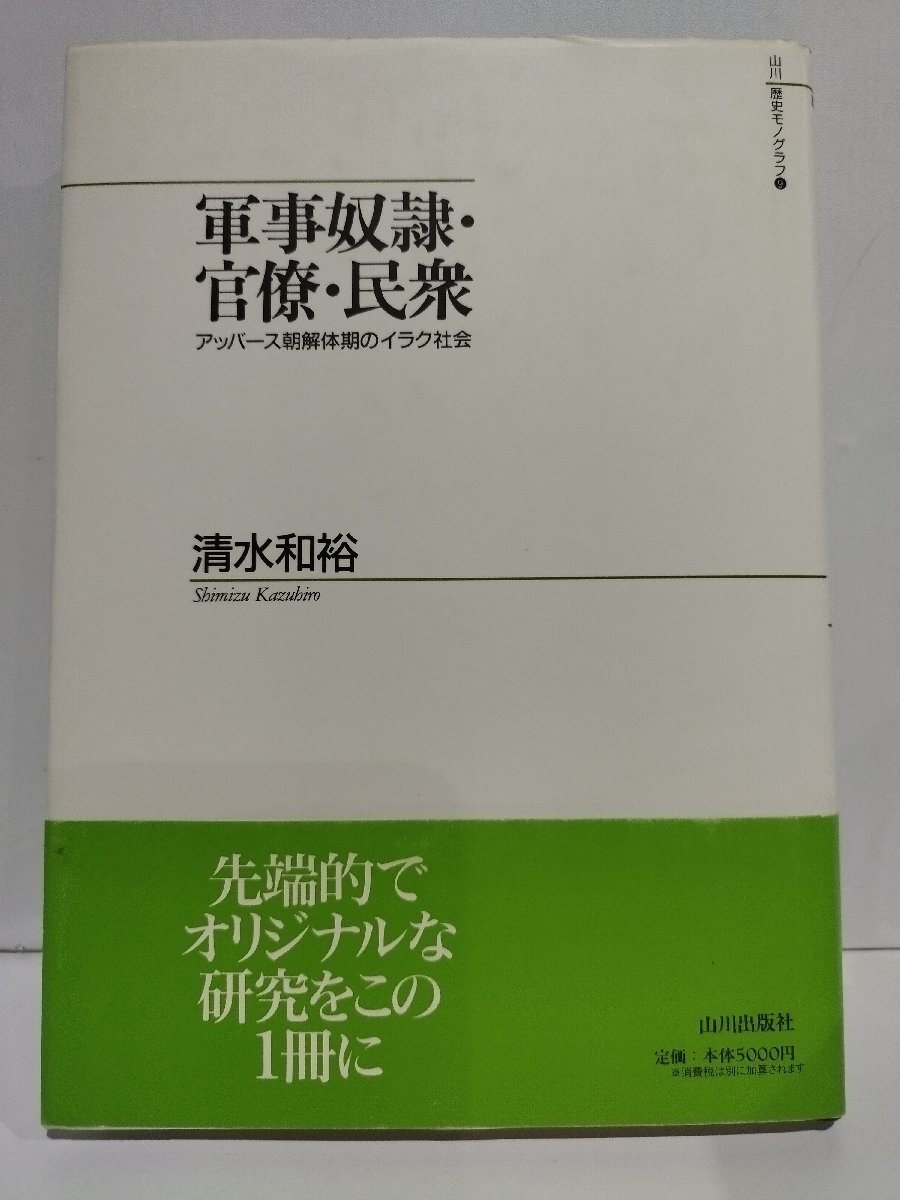 山川 歴史モノグラフ❾
軍事奴隷・
官僚・民衆
アッバース朝解体期のイラク社会
清水和裕
Shimizu Kazuhiro
先端的で
オリジナルな
研究をこの
1冊に
山川出版社
定価：本体5000円
※消費税は別に加算されます